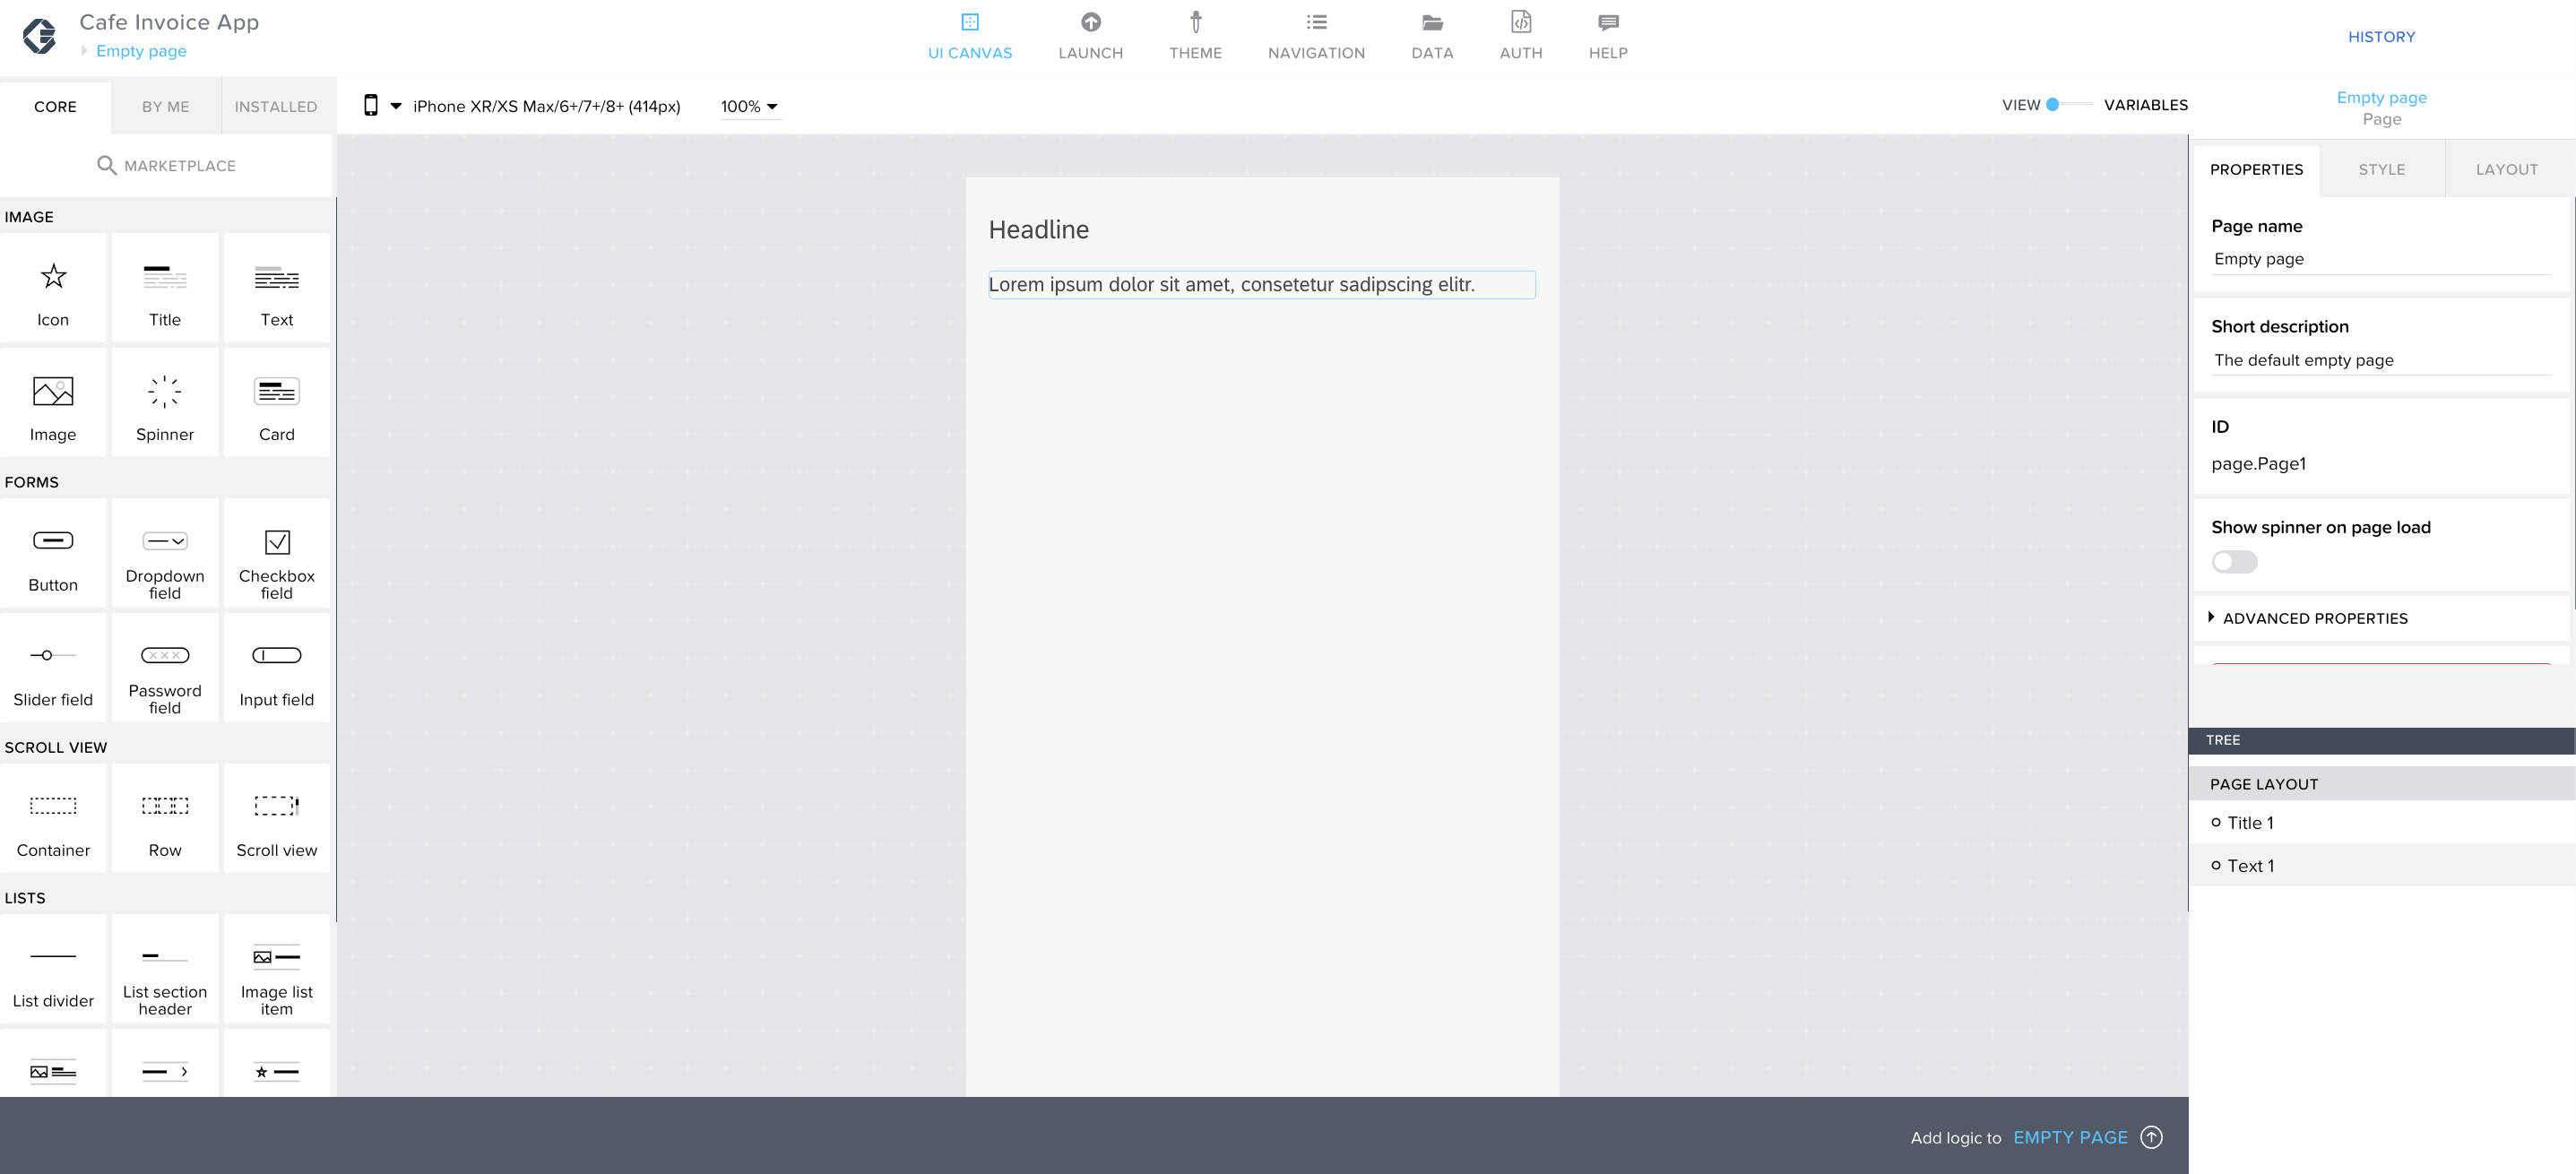 Cafe Invoice App
Empty page
UI CANVAS
LAUNCH
THEME
NAVIGATION
DATA
AUTH
HELP
HISTORY
CORE
BY ME
INSTALLED
iPhone XR/XS Max/6+/7+/8+ (414px)
100%
VIEW
VARIABLES
Empty page
Page
MARKETPLACE
PROPERTIES
STYLE
LAYOUT
IMAGE
Icon
Title
Text
Image
Spinner
Card
FORMS
Button
Dropdown
field
Checkbox
field
Slider field
Password
field
Input field
SCROLL VIEW
Container
Row
Scroll view
LISTS
List divider
List section
header
Image list
item
Headline
Lorem ipsum dolor sit amet, consetetur sadipscing elitr.
Page name
Empty page
Short description
The default empty page
ID
page.Page1
Show spinner on page load
ADVANCED PROPERTIES
TREE
PAGE LAYOUT
Title 1
Text 1
Add logic to EMPTY PAGE